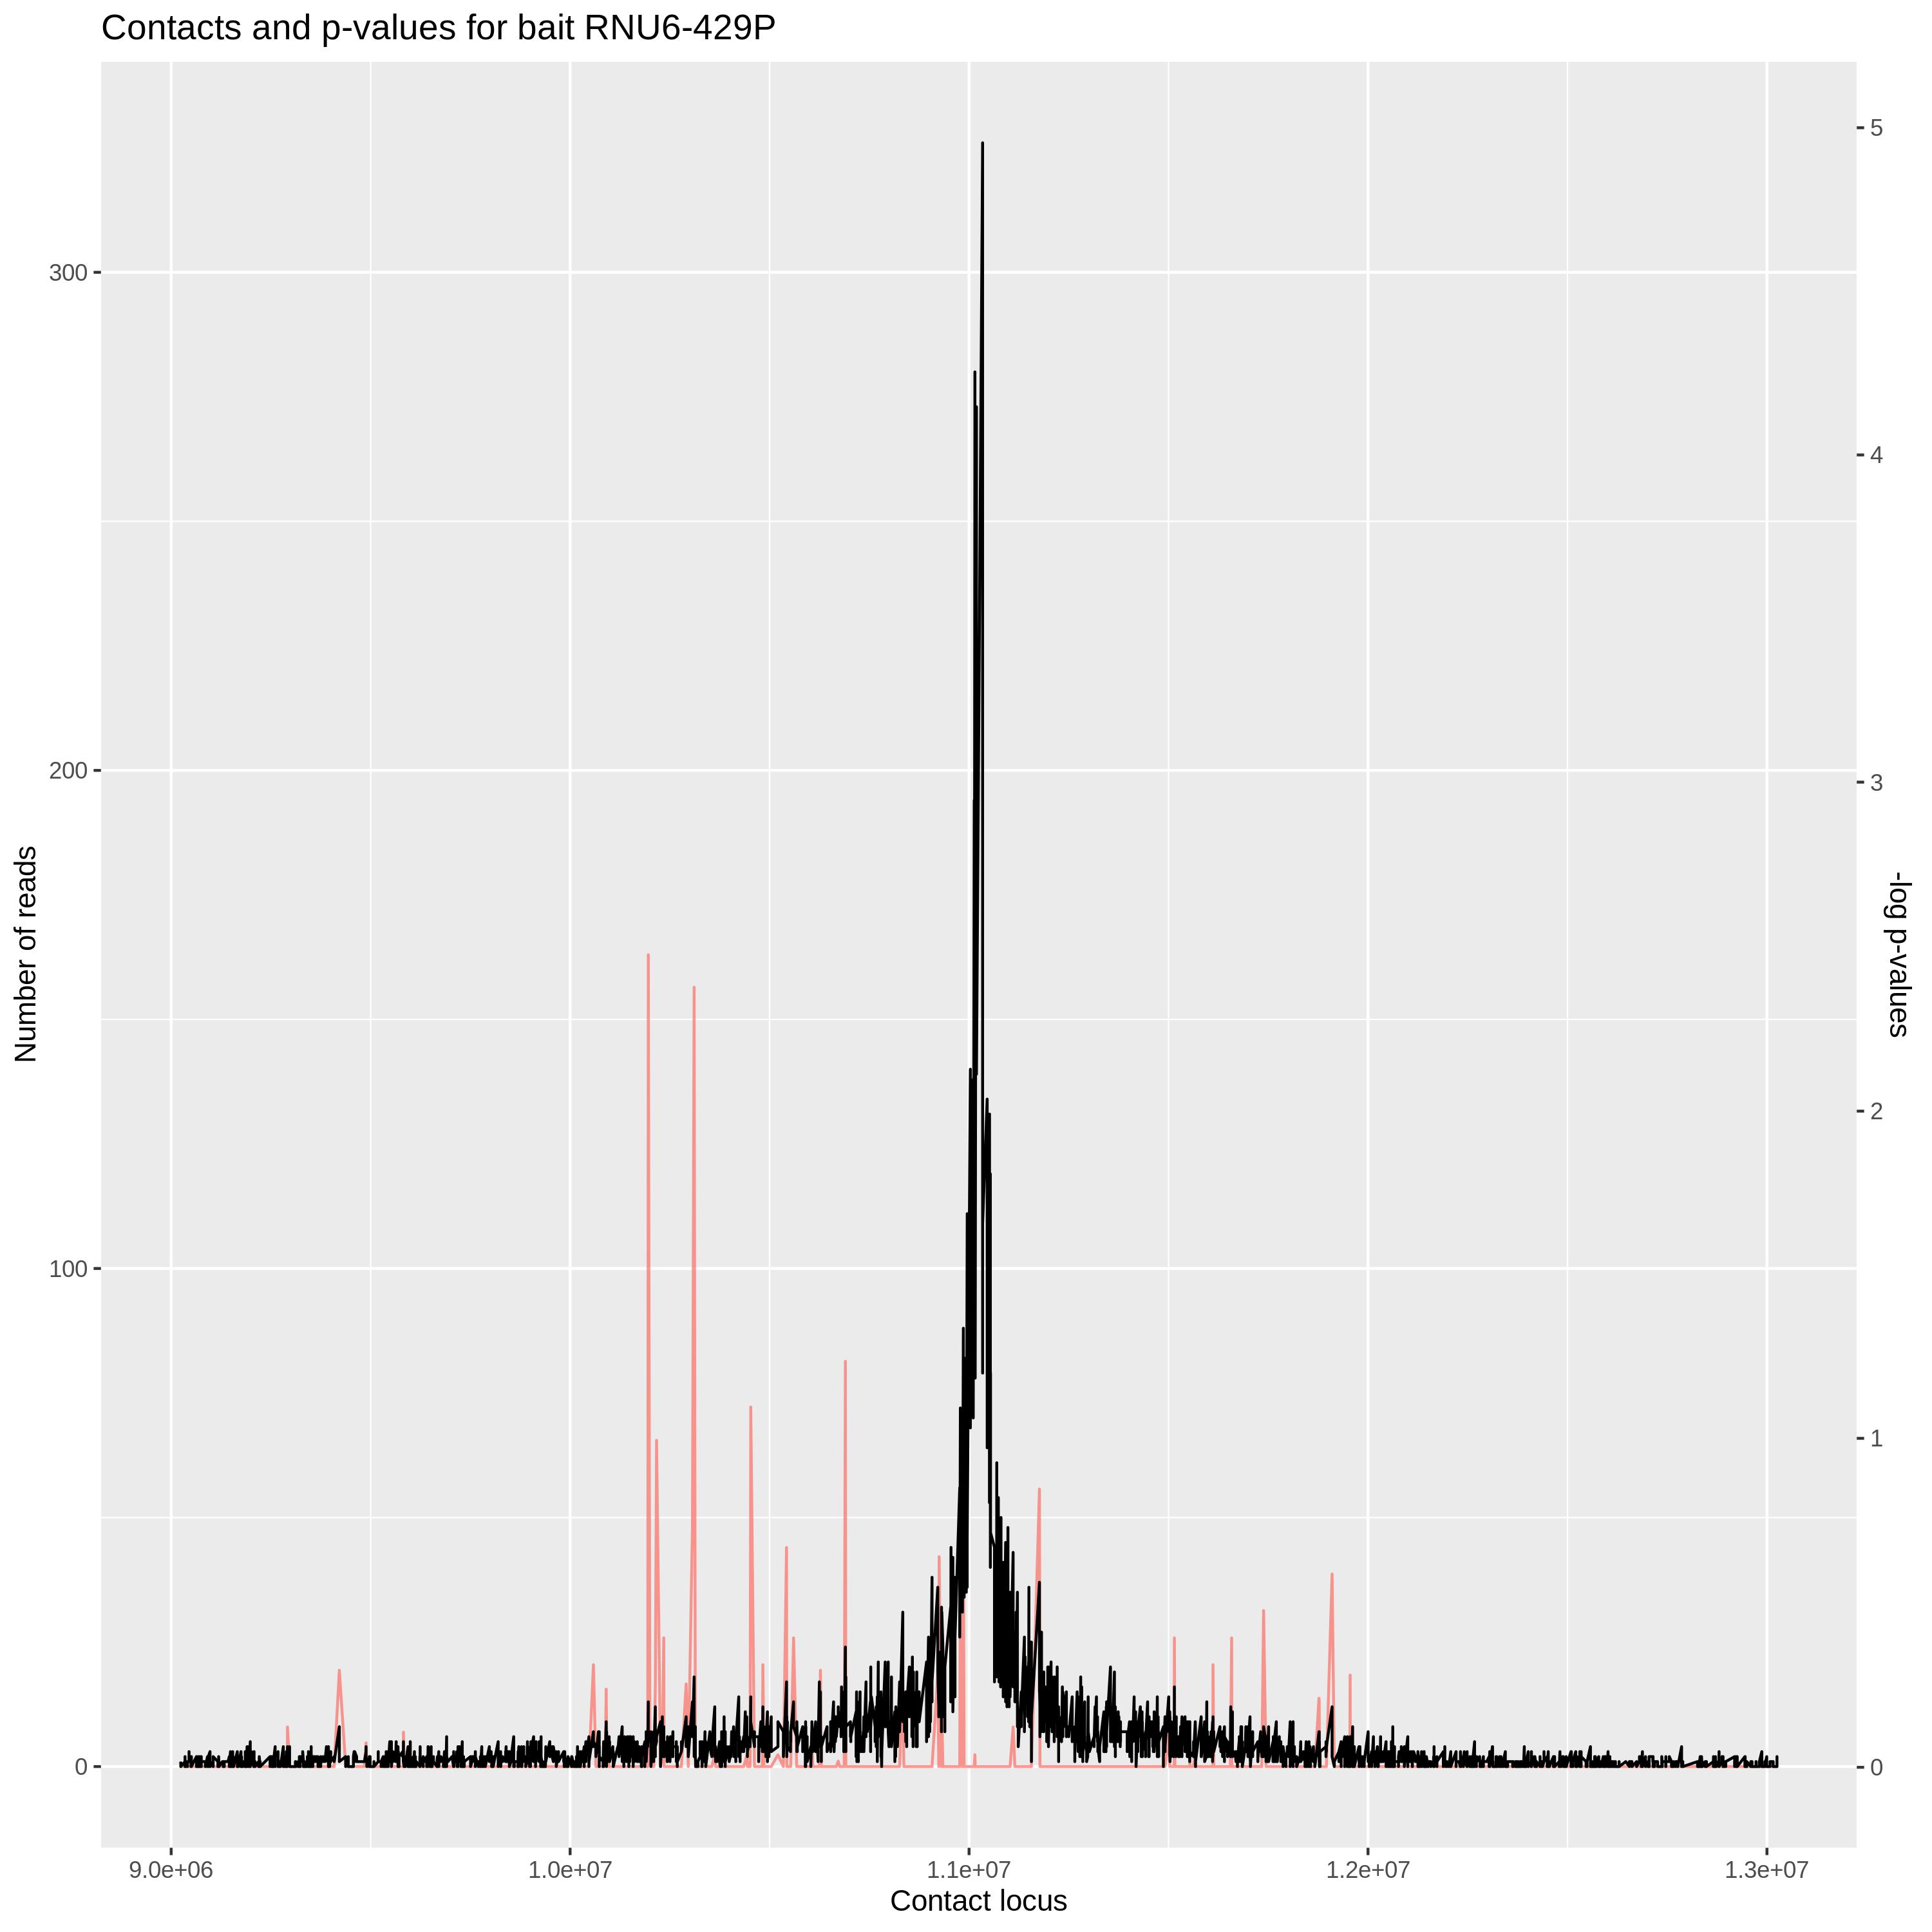 Contacts and p-values for bait RNU6-429P
Number of reads
300
200
100
0
5
4
3
2
1
0
-log p-values
9.0e+06
1.0e+07
1.1e+07
1.2e+07
1.3e+07
Contact locus